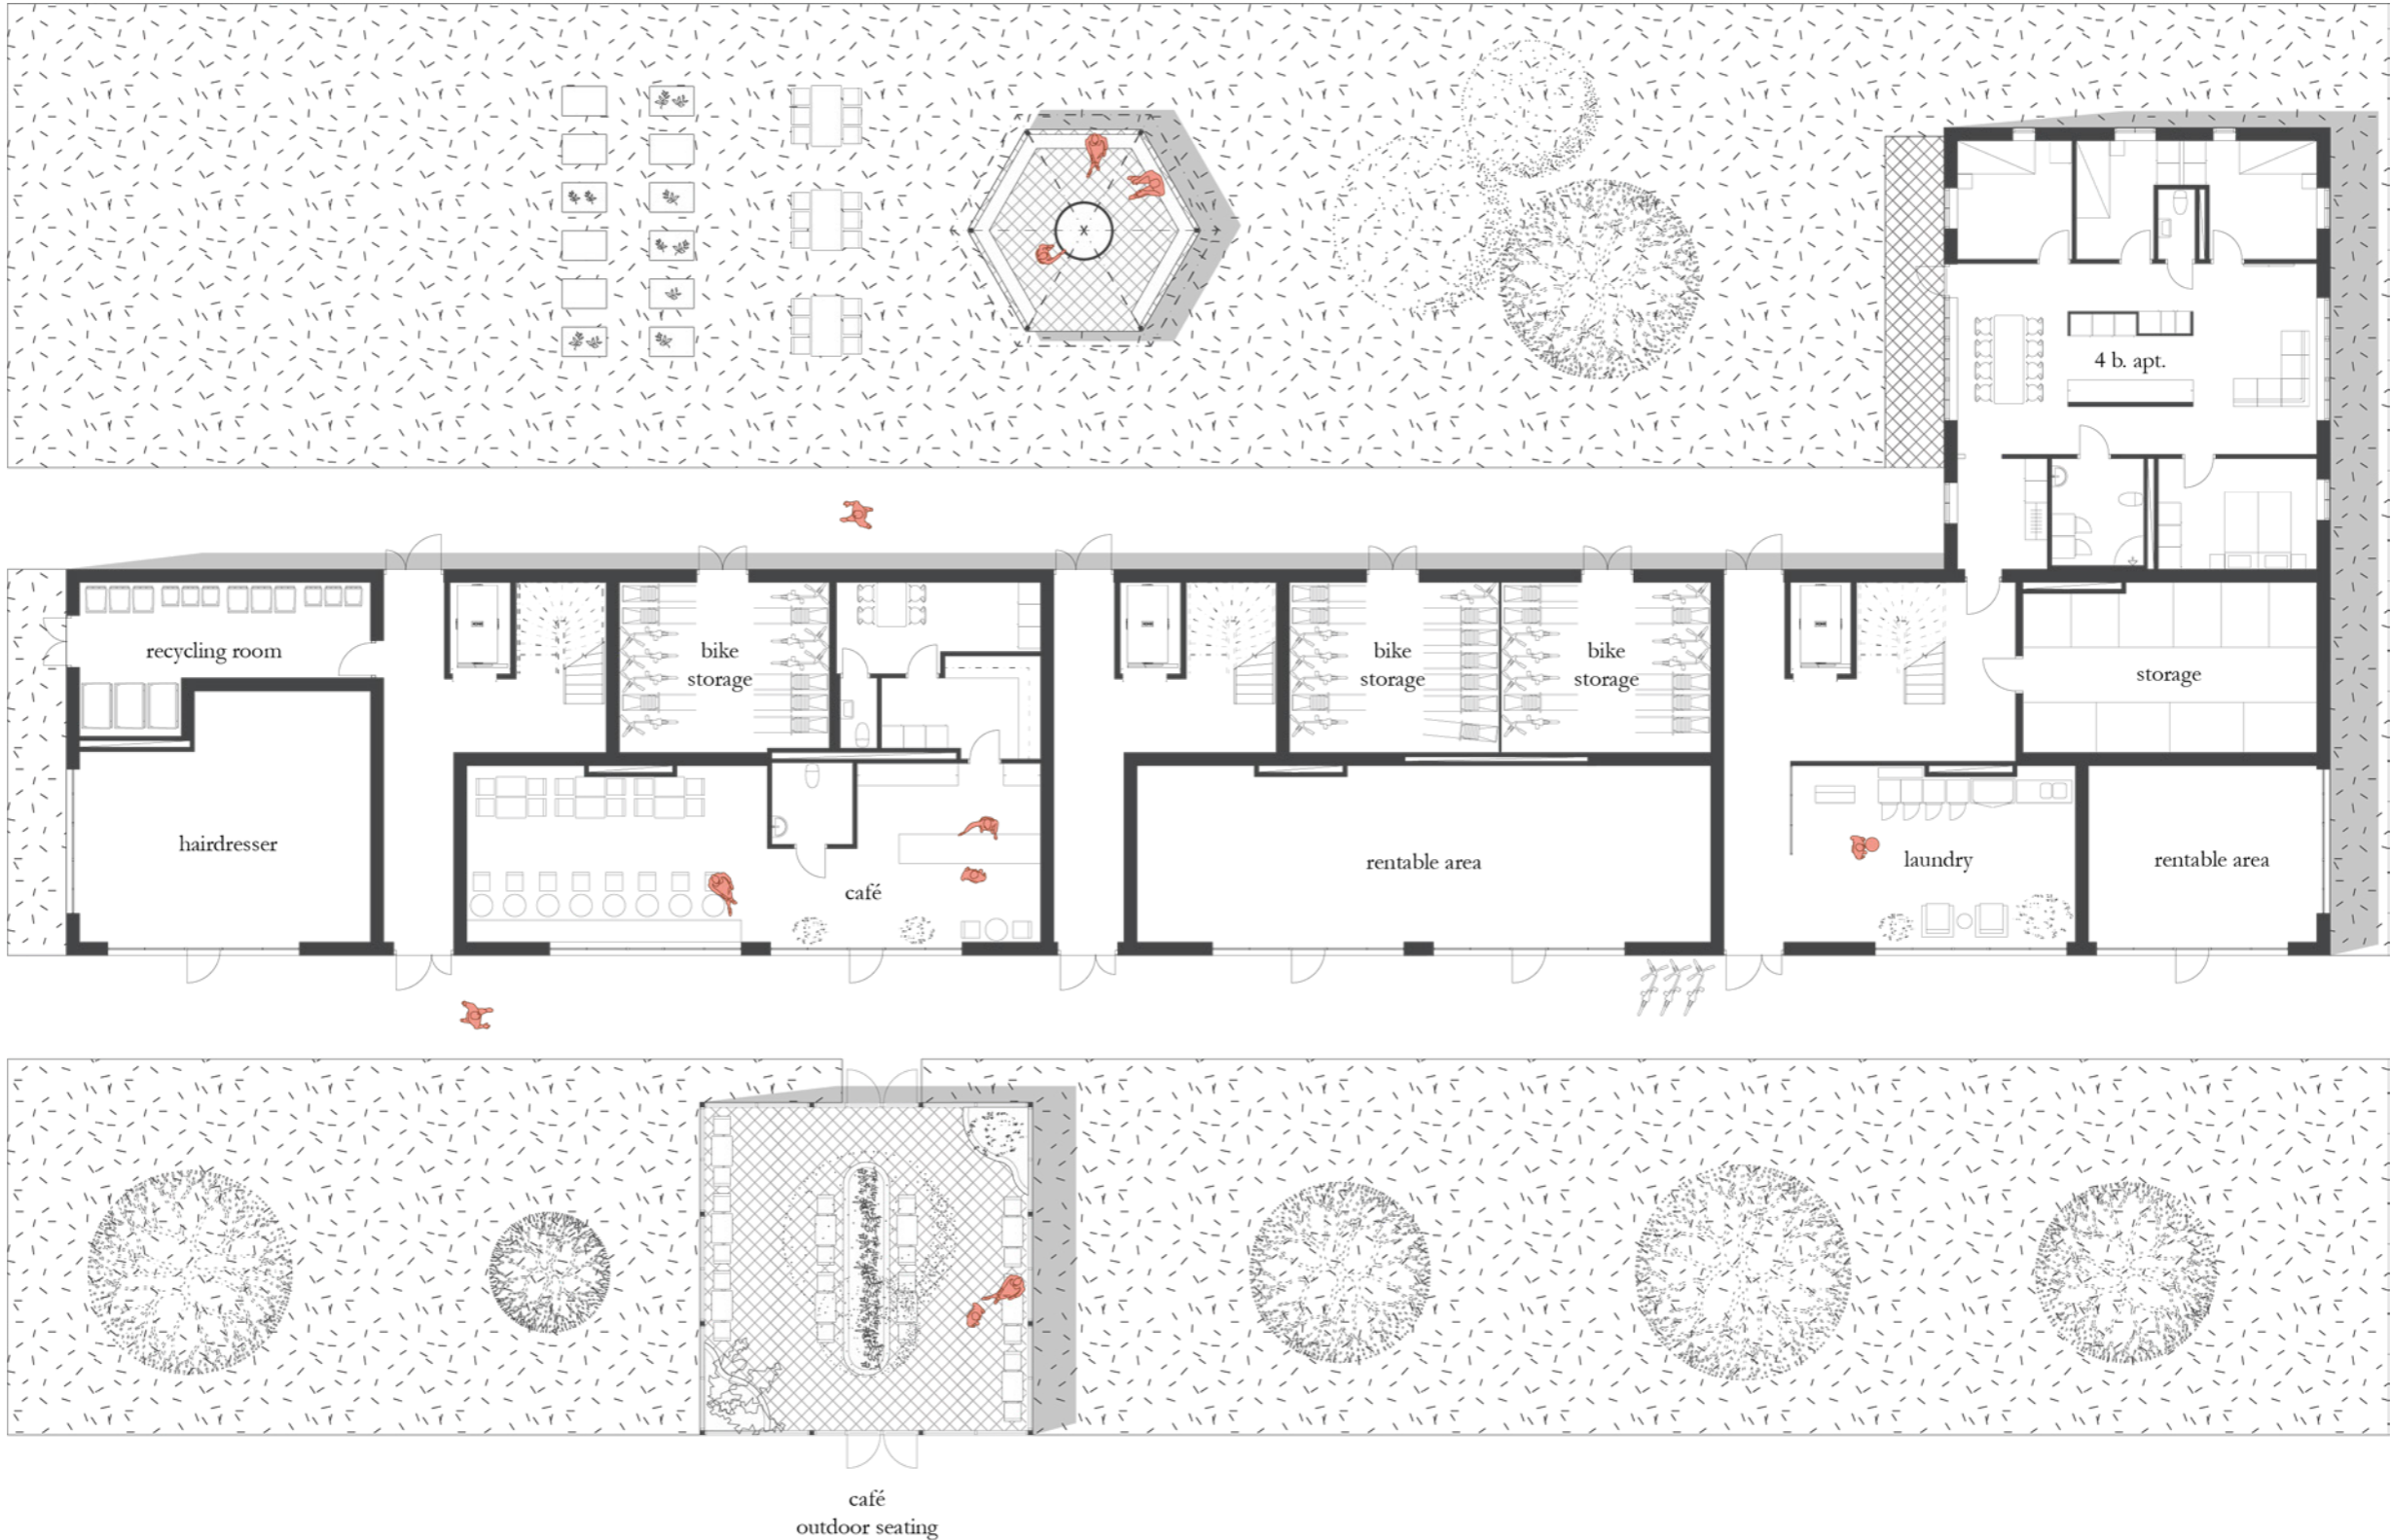 4 b. apt.
recycling room
bike
storage
bike
storage
bike
storage
storage
hairdresser
café
rentable area
laundry
rentable area
café
outdoor seating